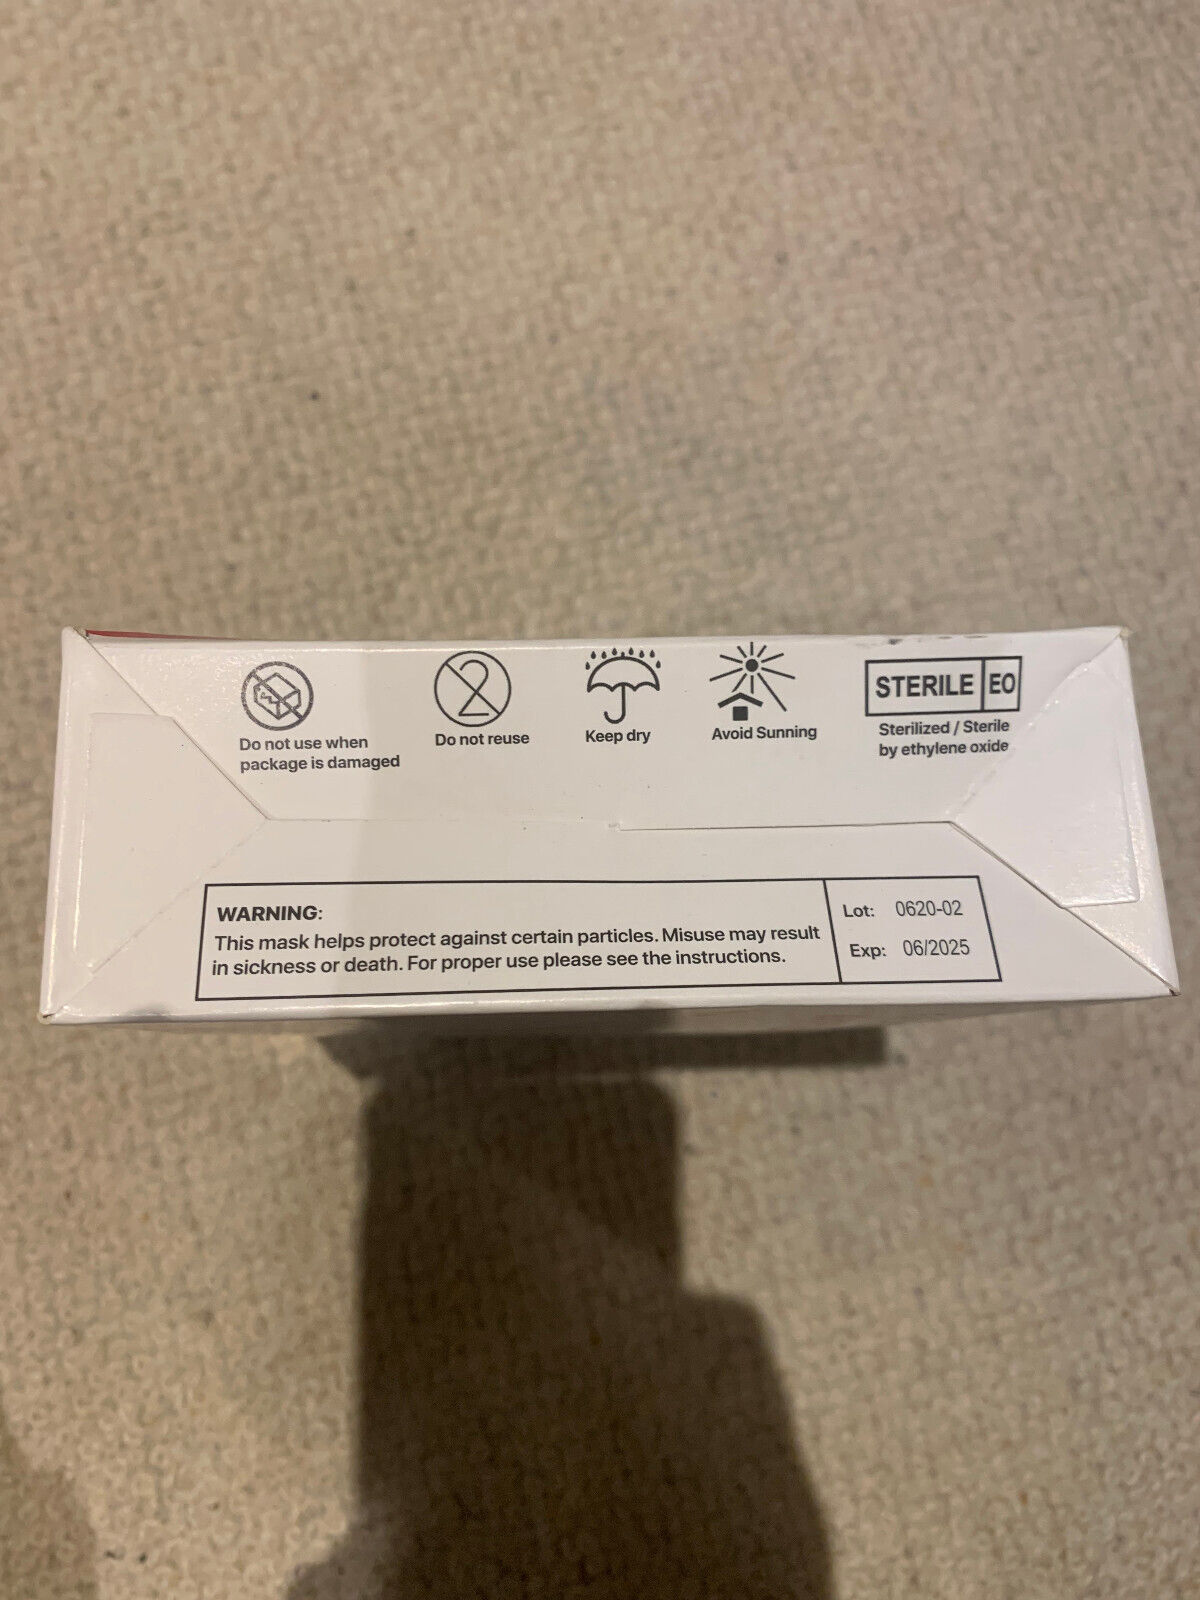 Do not use when
package is damaged
2
Do not reuse
Keep dry
Avoid Sunning
STERILE EO
Sterilized / Sterile
by ethylene oxide
WARNING:
This mask helps protect against certain particles. Misuse may result
in sickness or death. For proper use please see the instructions.
Lot: 0620-02
Exp: 06/2025